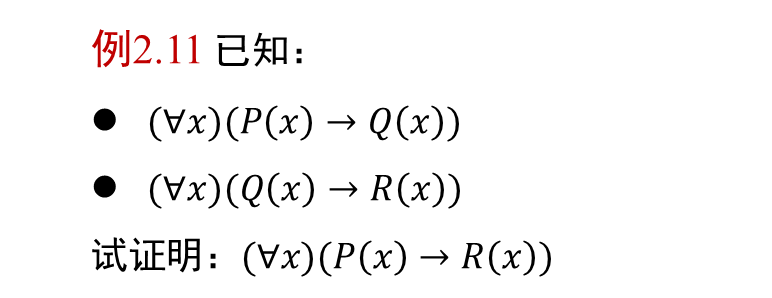 例2.11 已知：
● (∀x)(P(x) → Q(x))
● (∀x)(Q(x) → R(x))
试证明：(∀x)(P(x) → R(x))